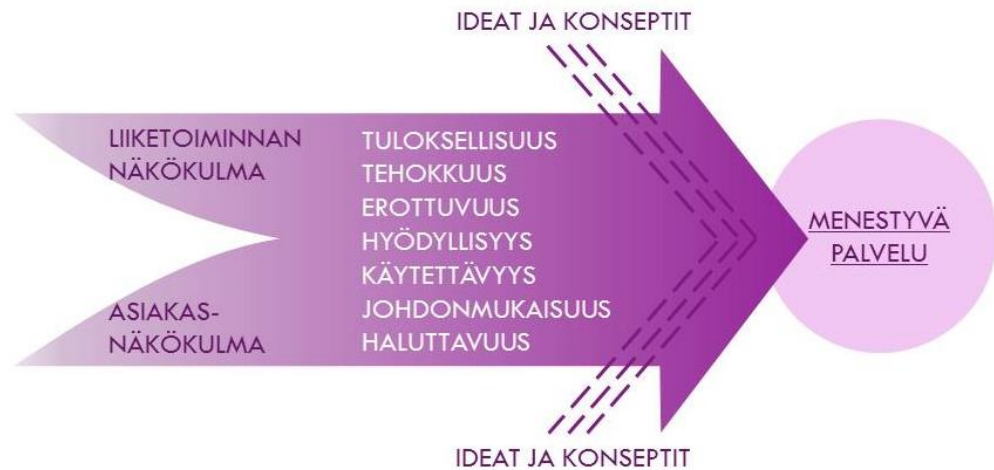 IDEAT JA KONSEPTIT
LIIKETOIMINNAN
NÄKÖKULMA
ASIAKAS-
NÄKÖKULMA
TULOKSELLISUUS
TEHOKKUUS
EROTTUVUUS
HYÖDYLLISYYS
KÄYTETTÄVYYS
JOHDONMUKAISUUS
HALUTTAVUUS
MENESTYVÄ
PALVELU
IDEAT JA KONSEPTIT